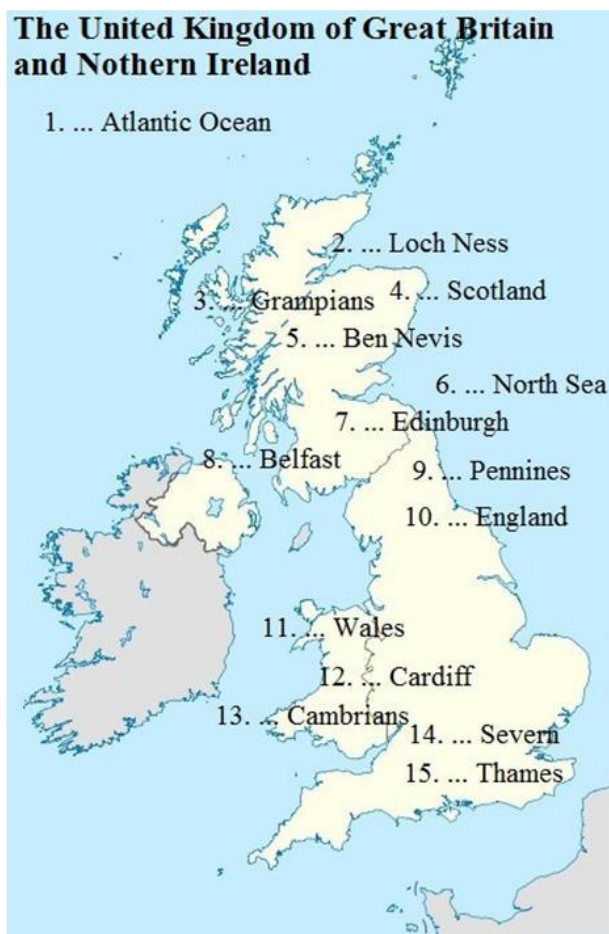 The United Kingdom of Great Britain
and Nothern Ireland
1. ... Atlantic Ocean
2. ... Loch Ness
3. ... Grampians
4. ... Scotland
5. ... Ben Nevis
6. ... North Sea
7. ... Edinburgh
8. ... Belfast
9. ... Pennines
10. ... England
11. ... Wales
12. ... Cardiff
13. ... Cambrians
14. ... Severn
15. ... Thames